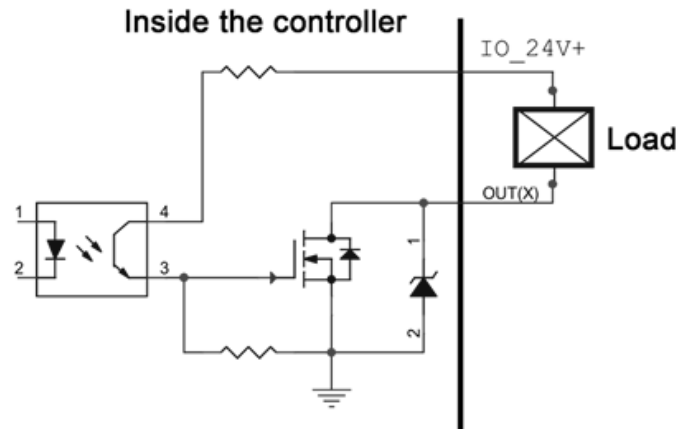 Inside the controller
IO_24V+
Load
OUT(X)
1
4
2
3
1
2